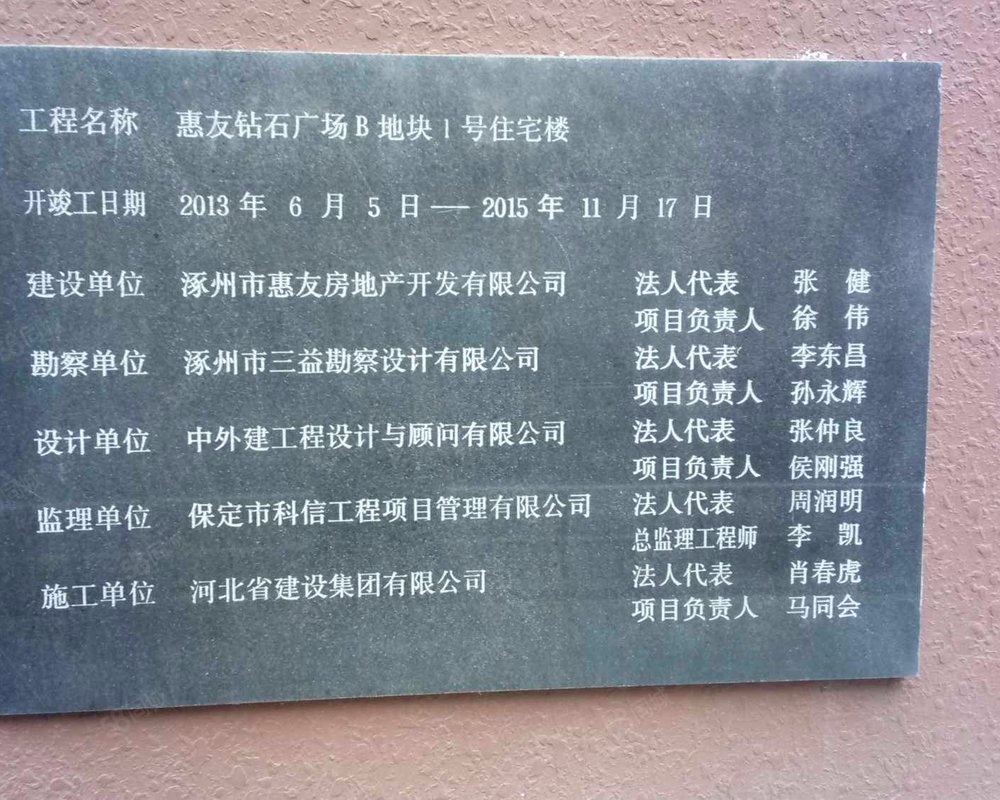 工程名称 惠友钻石广场B地块1号住宅楼
开竣工日期 2013年 6 月 5 日——2015年 11 月 17 日
建设单位 涿州市惠友房地产开发有限公司 法人代表 张 健
项目负责人 徐 伟
勘察单位 涿州市三益勘察设计有限公司 法人代表 李东昌
项目负责人 孙永辉
设计单位 中外建工程设计与顾问有限公司 法人代表 张仲良
项目负责人 侯刚强
监理单位 保定市科信工程项目管理有限公司 法人代表 周润明
总监理工程师 李 凯
施工单位 河北省建设集团有限公司 法人代表 肖春虎
项目负责人 马同会